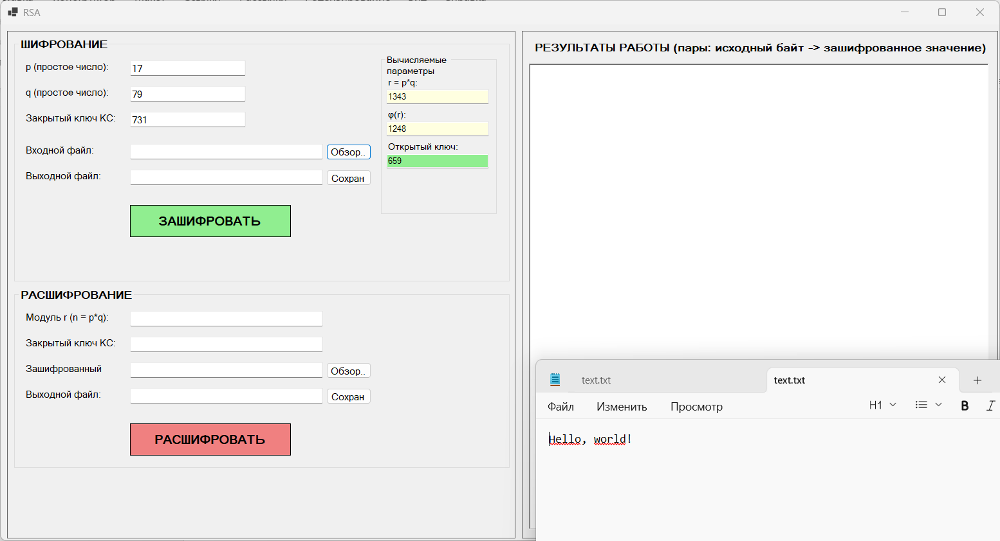 RSA
ШИФРОВАНИЕ
p (простое число):
17
q (простое число):
79
Закрытый ключ КС:
731
Входной файл:
Обзор..
Выходной файл:
Сохран
ЗАШИФРОВАТЬ
Вычисляемые
параметры
r = p*q:
1343
φ(r):
1248
Открытый ключ:
659
РАСШИФРОВАНИЕ
Модуль r (n = p*q):
Закрытый ключ КС:
Зашифрованный
Обзор..
Выходной файл:
Сохран
РАСШИФРОВАТЬ
РЕЗУЛЬТАТЫ РАБОТЫ (пары: исходный байт -> зашифрованное значение)
text.txt
text.txt
Файл Изменить Просмотр H1 B I
Hello, world!